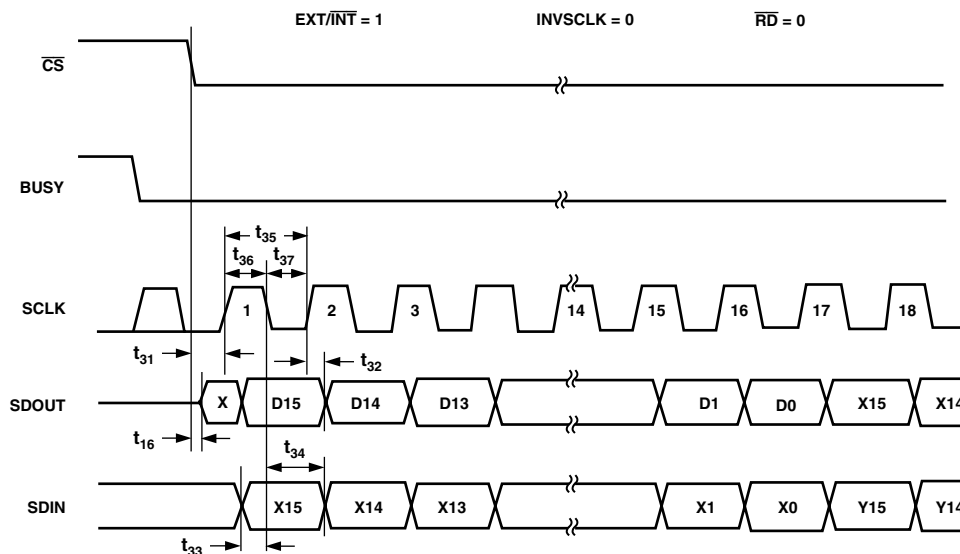 EXT/INT = 1 INVSCLK = 0 RD = 0
CS
BUSY
t35
t36 t37
SCLK 1 2 3 14 15 16 17 18
t31 t32
SDOUT X D15 D14 D13 D1 D0 X15 X14
t16
t34
SDIN X15 X14 X13 X1 X0 Y15 Y14
t33